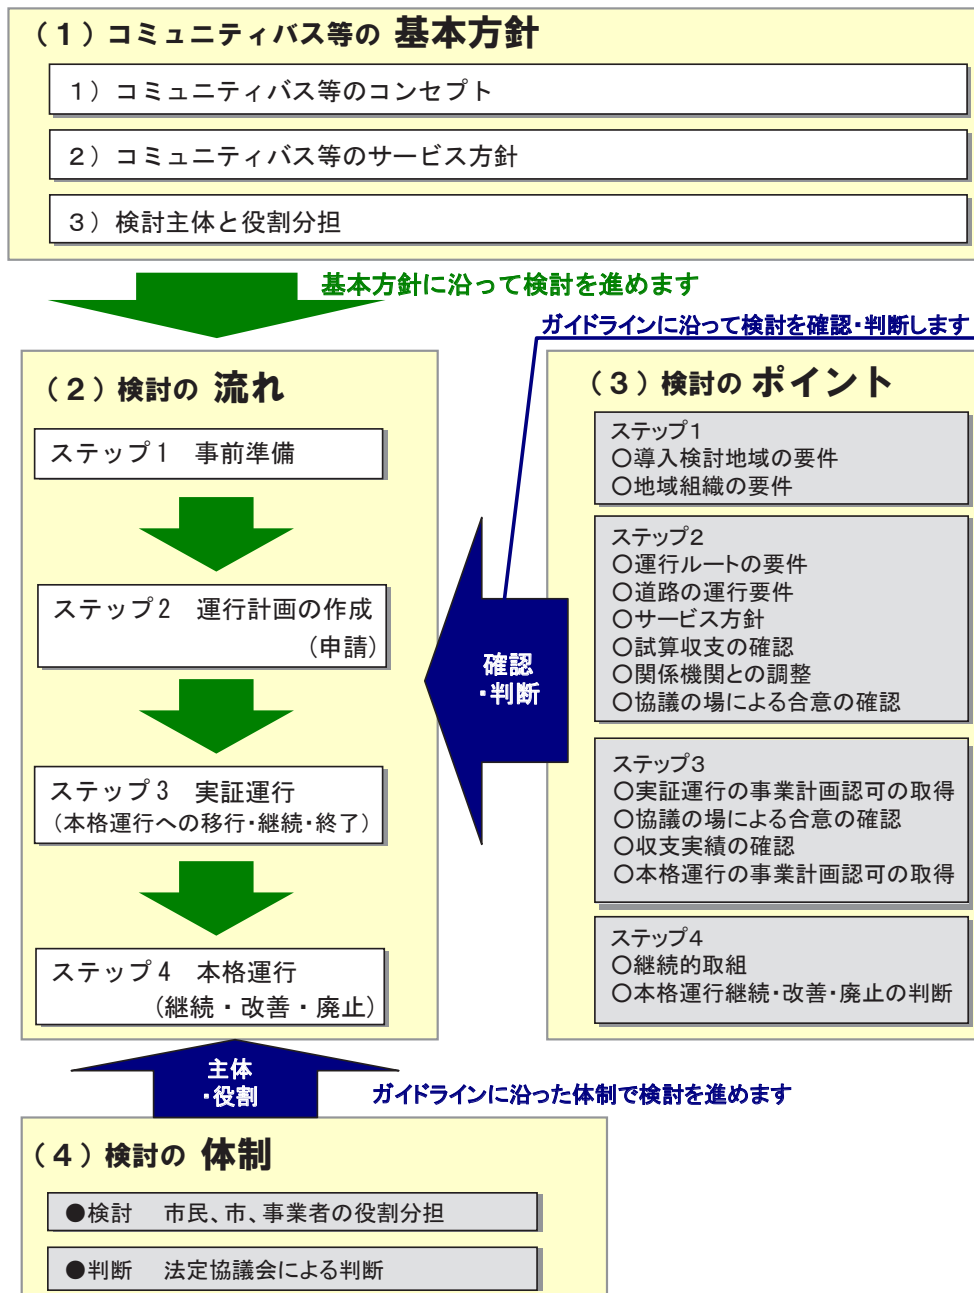 （１）コミュニティバス等の 基本方針
１）コミュニティバス等のコンセプト
２）コミュニティバス等のサービス方針
３）検討主体と役割分担
基本方針に沿って検討を進めます
ガイドラインに沿って検討を確認・判断します
（２）検討の 流れ
ステップ１　事前準備
ステップ２　運行計画の作成
（申請）
ステップ３　実証運行
（本格運行への移行・継続・終了）
ステップ４　本格運行
（継続・改善・廃止）
確認
・判断
（３）検討の ポイント
ステップ１
○導入検討地域の要件
○地域組織の要件
ステップ２
○運行ルートの要件
○道路の運行要件
○サービス方針
○試算収支の確認
○関係機関との調整
○協議の場による合意の確認
ステップ３
○実証運行の事業計画認可の取得
○協議の場による合意の確認
○収支実績の確認
○本格運行の事業計画認可の取得
ステップ４
○継続的取組
○本格運行継続・改善・廃止の判断
主体
・役割
ガイドラインに沿った体制で検討を進めます
（４）検討の 体制
●検討　市民、市、事業者の役割分担
●判断　法定協議会による判断